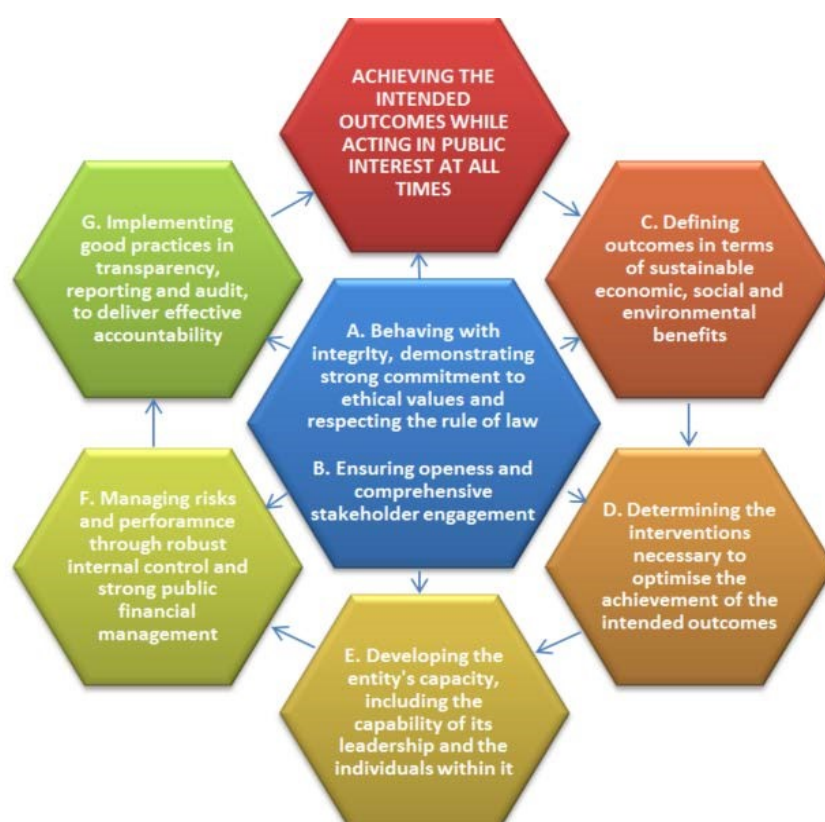 ACHIEVING THE
INTENDED
OUTCOMES WHILE
ACTING IN PUBLIC
INTEREST AT ALL
TIMES
G. Implementing
good practices in
transparency,
reporting and audit,
to deliver effective
accountability
C. Defining
outcomes in terms
of sustainable
economic, social and
environmental
benefits
A. Behaving with
integrIty, demonstrating
strong commitment to
ethical values and
respecting the rule of law
B. Ensuring openess and
comprehensive
stakeholder engagement
F. Managing risks
and perforamnce
through robust
internal control and
strong public
financial
management
D. Determining the
interventions
necessary to
optimise the
achievement of the
intended outcomes
E. Developing the
entity's capacity,
including the
capability of its
leadership and the
individuals within it